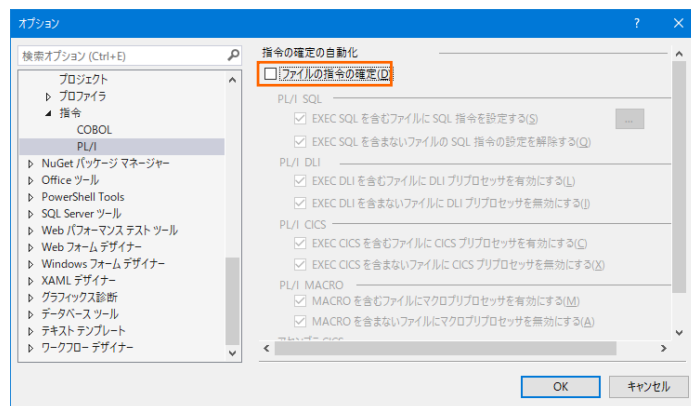 オプション
? ×
検索オプション (Ctrl+E)
プロジェクト
プロファイラ
指令
COBOL
PL/I
NuGet パッケージ マネージャー
Office ツール
PowerShell Tools
SQL Server ツール
Web パフォーマンス テスト ツール
Web フォーム デザイナー
Windows フォーム デザイナー
XAML デザイナー
グラフィックス診断
データベース ツール
テキスト テンプレート
ワークフロー デザイナー
指令の確定の自動化
ファイルの指令の確定(D)
PL/I SQL
EXEC SQL を含むファイルに SQL 指令を設定する(S)
...
EXEC SQL を含まないファイルの SQL 指令の設定を解除する(Q)
PL/I DLI
EXEC DLI を含むファイルに DLI プリプロセッサを有効にする(L)
EXEC DLI を含まないファイルに DLI プリプロセッサを無効にする(I)
PL/I CICS
EXEC CICS を含むファイルに CICS プリプロセッサを有効にする(C)
EXEC CICS を含まないファイルに CICS プリプロセッサを無効にする(X)
PL/I MACRO
MACRO を含むファイルにマクロプリプロセッサを有効にする(M)
MACRO を含まないファイルにマクロプリプロセッサを無効にする(A)
OK
キャンセル